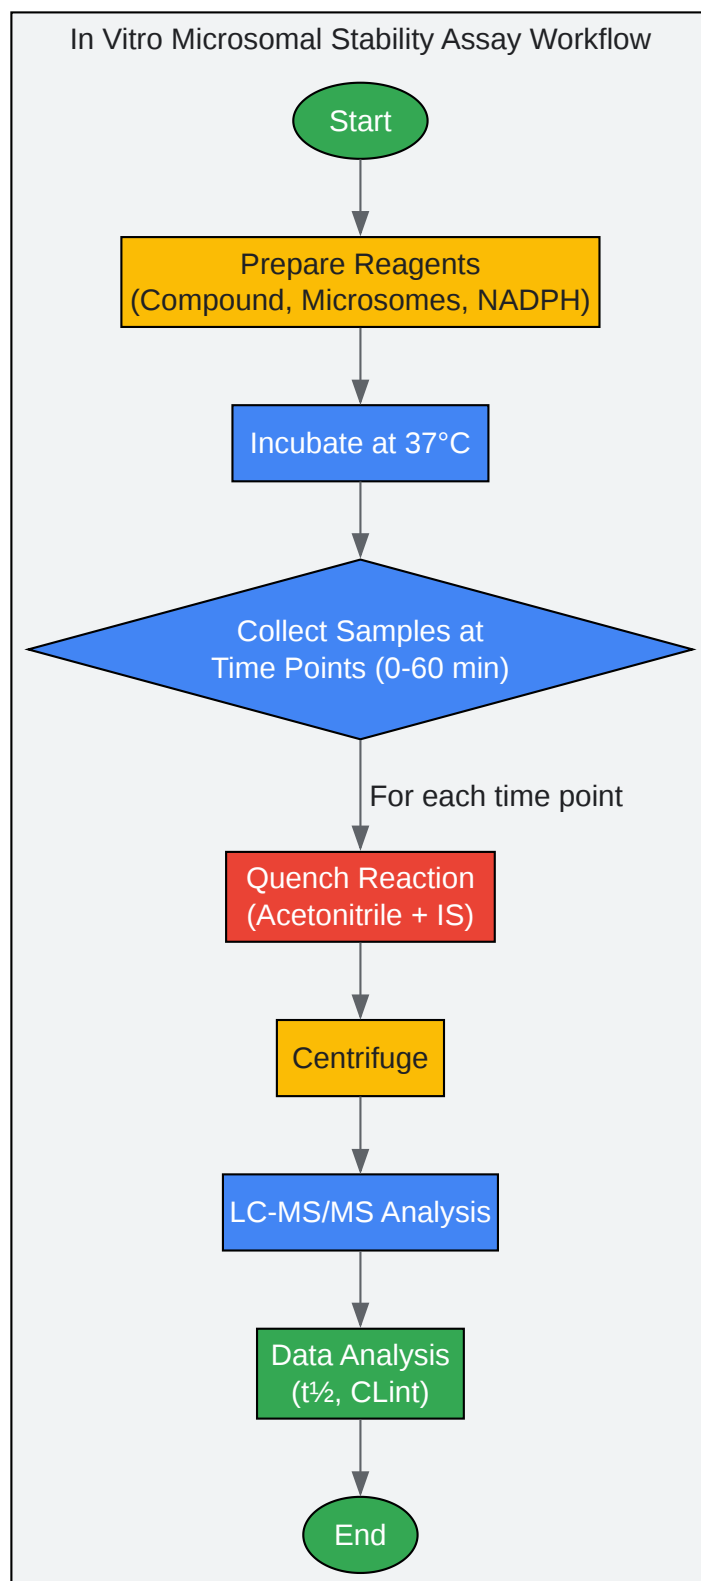 In Vitro Microsomal Stability Assay Workflow
Start
Prepare Reagents
(Compound, Microsomes, NADPH)
Incubate at 37°C
Collect Samples at
Time Points (0-60 min)
For each time point
Quench Reaction
(Acetonitrile + IS)
Centrifuge
LC-MS/MS Analysis
Data Analysis
(t½, CLint)
End